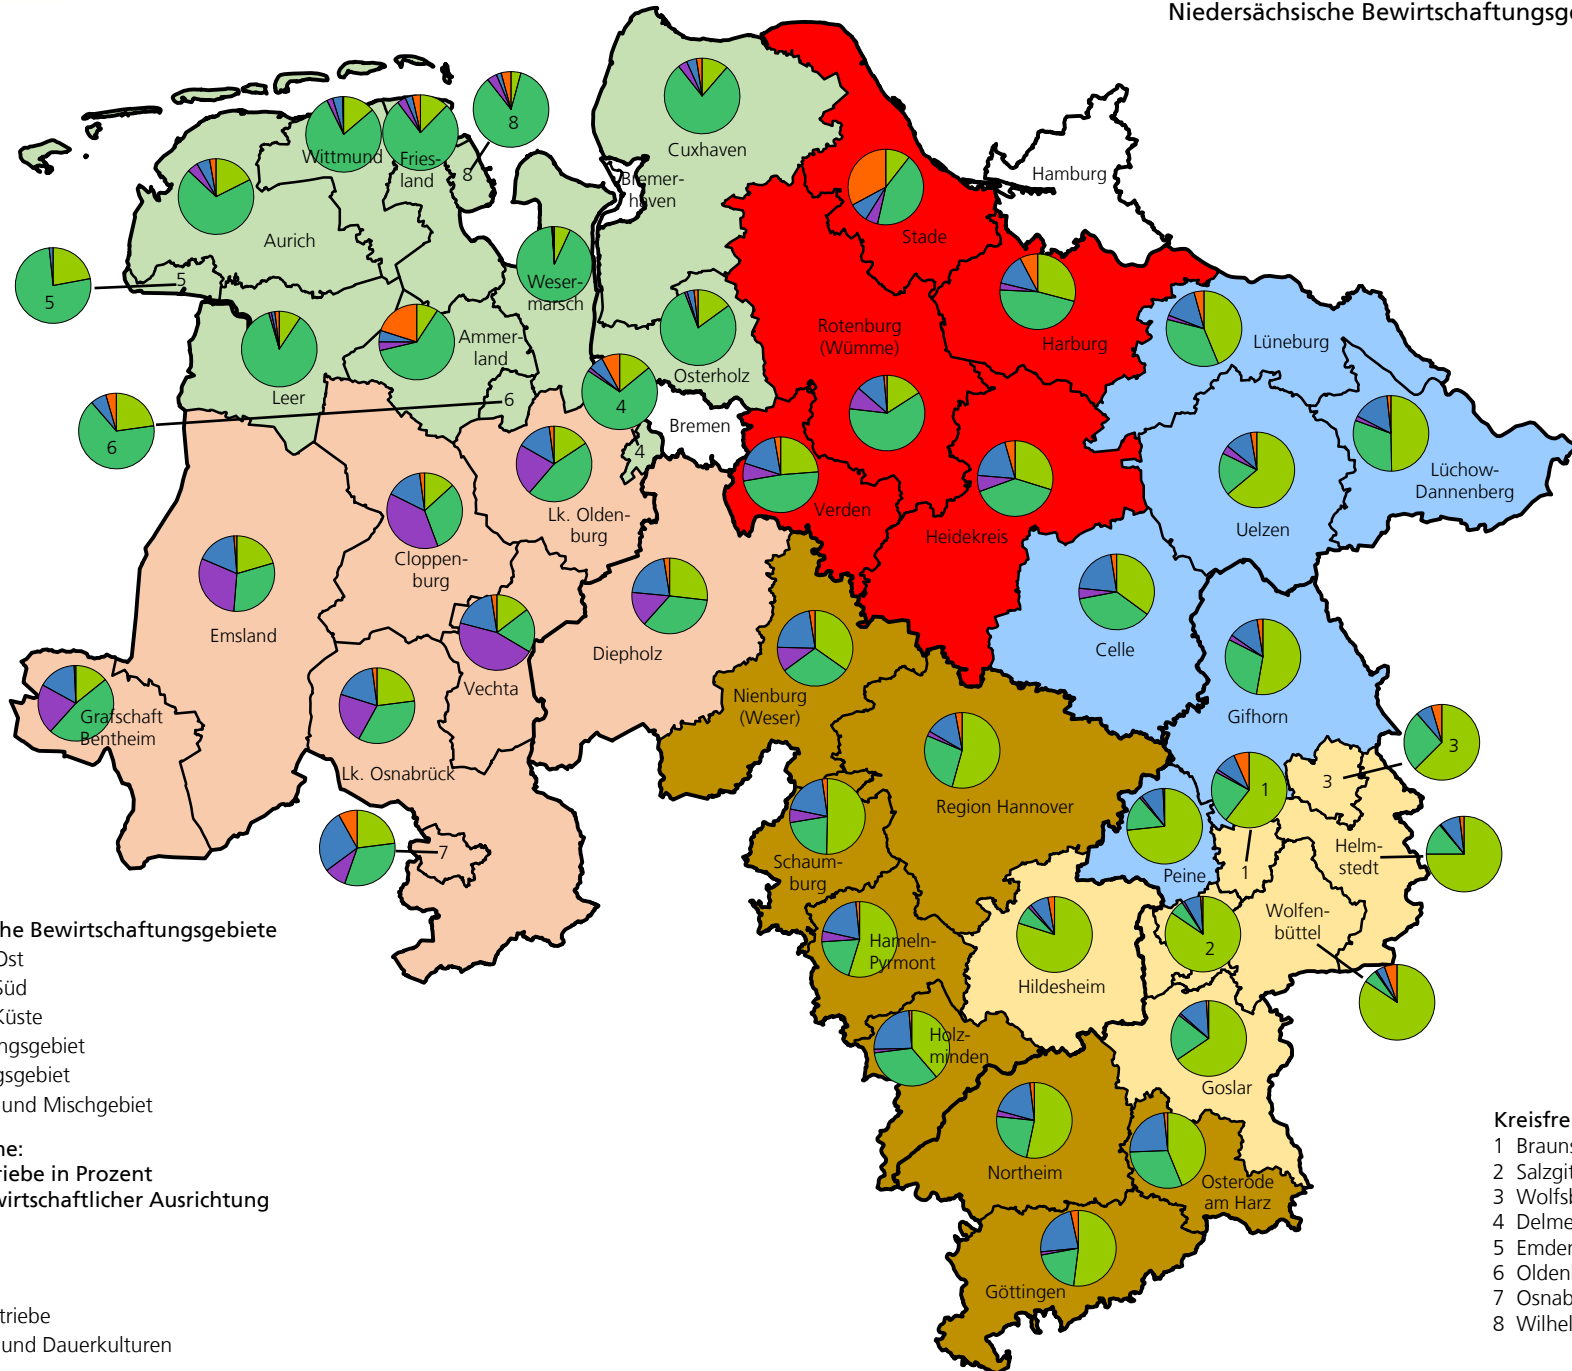 Niedersächsische Bewirtschaftungsg
Cuxhaven
Bremer-
haven
Hamburg
Wittmund
Fries-
land
8
8
Aurich
5
5
Weser-
marsch
Stade
Harburg
Rotenburg
(Wümme)
Lüneburg
Ammer-
land
Osterholz
Leer
6
6
4
4
Bremen
Lüchow-
Dannenberg
Uelzen
Verden
Heidekreis
Lk. Olden-
burg
Cloppen-
burg
Emsland
Diepholz
Celle
Vechta
Nienburg
(Weser)
Gifhorn
Grafschaft
Bentheim
Lk. Osnabrück
Region Hannover
3
3
1
1
7
Schaum-
burg
Helm-
stedt
Peine
Wolfen-
büttel
2
Hameln-
Pyrmont
Hildesheim
Holz-
minden
Goslar
Northeim
Osterode
am Harz
Göttingen
he Bewirtschaftungsgebiete
Ost
Süd
Küste
ngsgebiet
gsgebiet
und Mischgebiet
he:
riebe in Prozent
wirtschaftlicher Ausrichtung
triebe
und Dauerkulturen
Kreisfre
1 Brauns
2 Salzgit
3 Wolfsb
4 Delme
5 Emden
6 Olden
7 Osnab
8 Wilhel